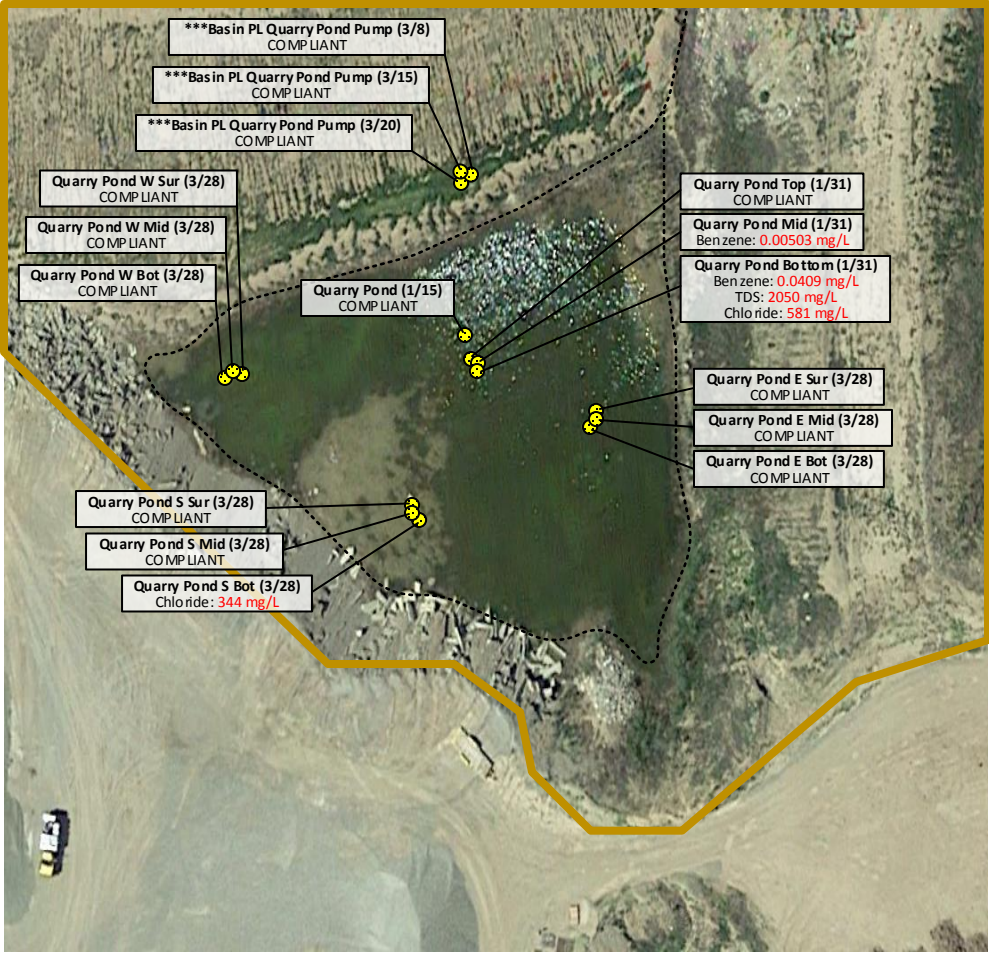 ***Basin PL Quarry Pond Pump (3/8)
COMPLIANT
***Basin PL Quarry Pond Pump (3/15)
COMPLIANT
***Basin PL Quarry Pond Pump (3/20)
COMPLIANT
Quarry Pond W Sur (3/28)
COMPLIANT
Quarry Pond W Mid (3/28)
COMPLIANT
Quarry Pond W Bot (3/28)
COMPLIANT
Quarry Pond (1/15)
COMPLIANT
Quarry Pond Top (1/31)
COMPLIANT
Quarry Pond Mid (1/31)
Benzene: 0.00503 mg/L
Quarry Pond Bottom (1/31)
Benzene: 0.0409 mg/L
TDS: 2050 mg/L
Chloride: 581 mg/L
Quarry Pond E Sur (3/28)
COMPLIANT
Quarry Pond E Mid (3/28)
COMPLIANT
Quarry Pond E Bot (3/28)
COMPLIANT
Quarry Pond S Sur (3/28)
COMPLIANT
Quarry Pond S Mid (3/28)
COMPLIANT
Quarry Pond S Bot (3/28)
Chloride: 344 mg/L